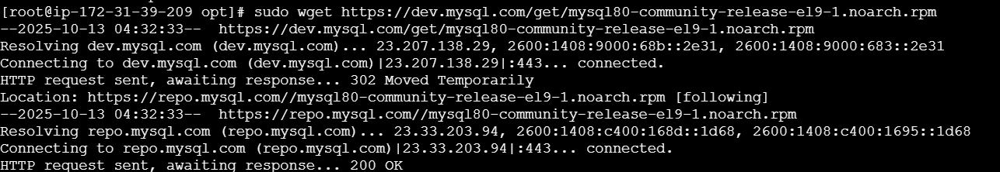 [root@ip-172-31-39-209 opt]# sudo wget https://dev.mysql.com/get/mysql80-community-release-el9-1.noarch.rpm
--2025-10-13 04:32:33--  https://dev.mysql.com/get/mysql80-community-release-el9-1.noarch.rpm
Resolving dev.mysql.com (dev.mysql.com)... 23.207.138.29, 2600:1408:9000:68b::2e31, 2600:1408:9000:683::2e31
Connecting to dev.mysql.com (dev.mysql.com)|23.207.138.29|:443... connected.
HTTP request sent, awaiting response... 302 Moved Temporarily
Location: https://repo.mysql.com//mysql80-community-release-el9-1.noarch.rpm [following]
--2025-10-13 04:32:33--  https://repo.mysql.com//mysql80-community-release-el9-1.noarch.rpm
Resolving repo.mysql.com (repo.mysql.com)... 23.33.203.94, 2600:1408:c400:168d::1d68, 2600:1408:c400:1695::1d68
Connecting to repo.mysql.com (repo.mysql.com)|23.33.203.94|:443... connected.
HTTP request sent, awaiting response... 200 OK